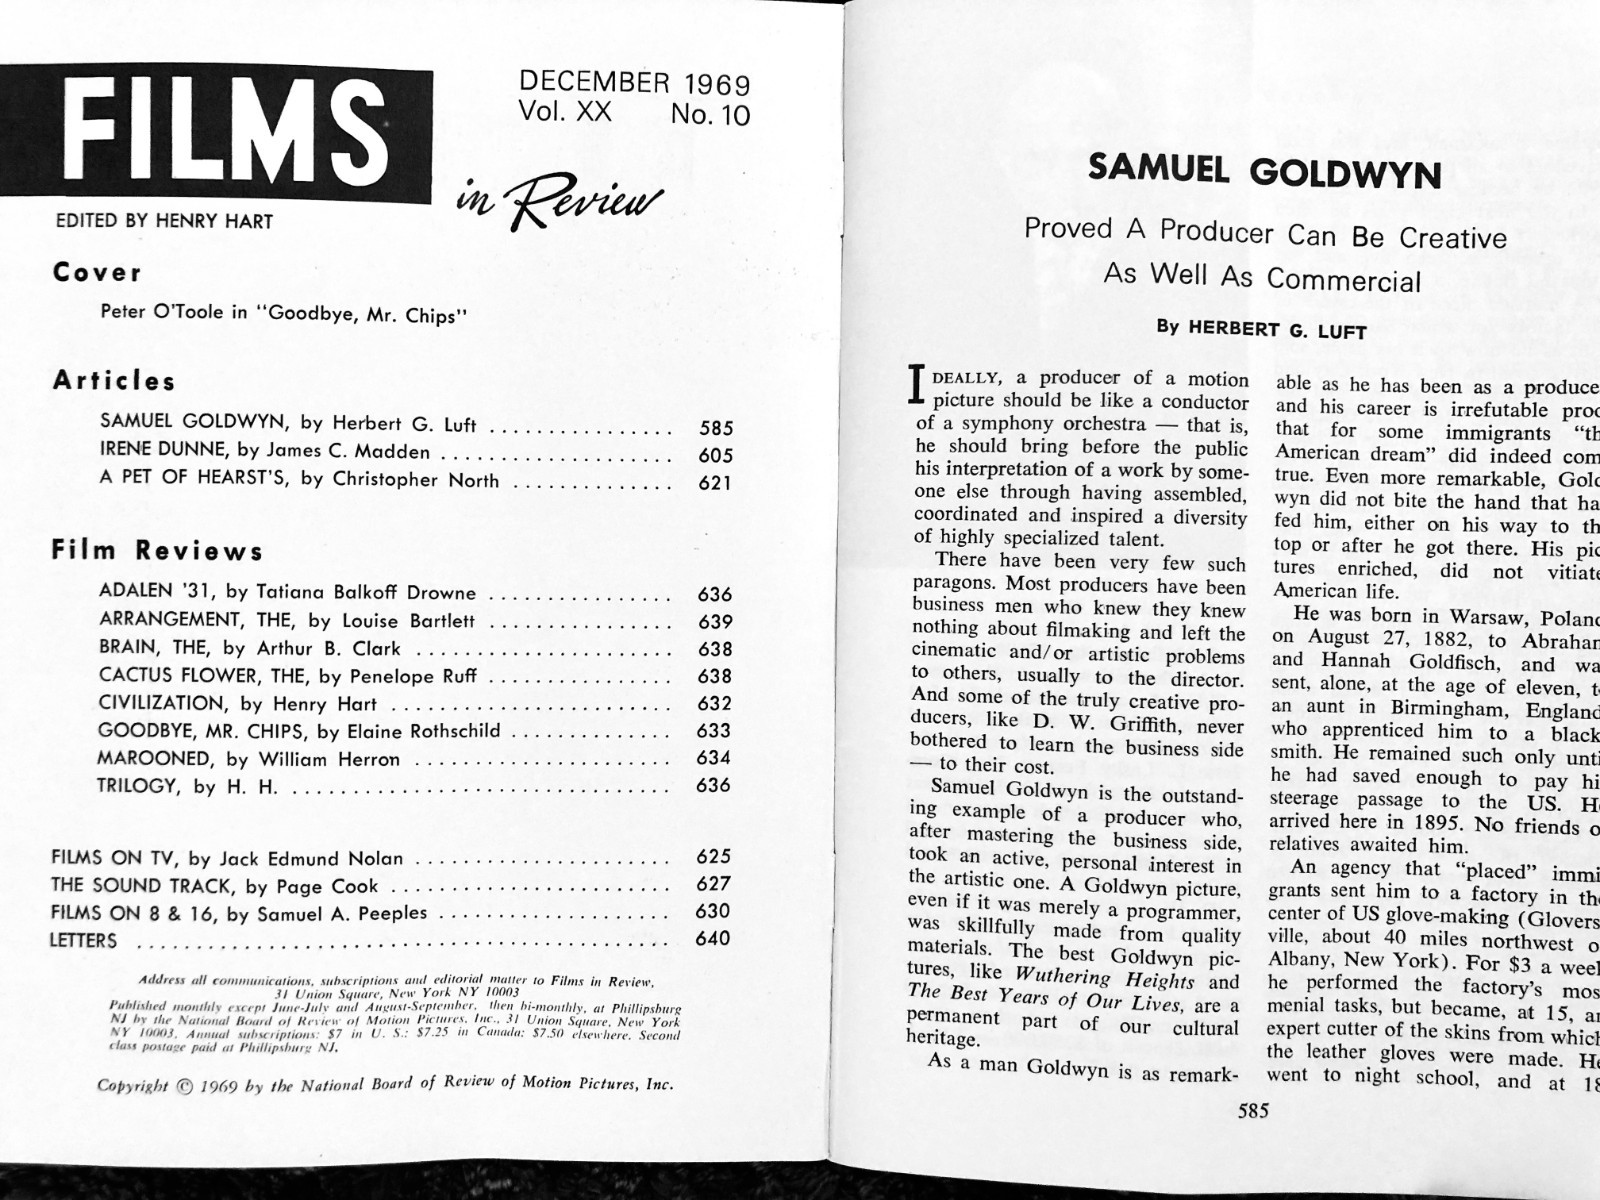 FILMS
in Review
DECEMBER 1969
Vol. XX No. 10
EDITED BY HENRY HART
Cover
Peter O'Toole in "Goodbye, Mr. Chips"
Articles
SAMUEL GOLDWYN, by Herbert G. Luft ................. 585
IRENE DUNNE, by James C. Madden ..................... 605
A PET OF HEARST'S, by Christopher North ............... 621
Film Reviews
ADALEN '31, by Tatiana Balkoff Drowne ................. 636
ARRANGEMENT, THE, by Louise Bartlett ................. 639
BRAIN, THE, by Arthur B. Clark ........................ 638
CACTUS FLOWER, THE, by Penelope Ruff ................. 638
CIVILIZATION, by Henry Hart .......................... 632
GOODBYE, MR. CHIPS, by Elaine Rothschild ............... 633
MAROONED, by William Herron ........................ 634
TRILOGY, by H. H. ................................... 636
FILMS ON TV, by Jack Edmund Nolan ........................ 625
THE SOUND TRACK, by Page Cook .......................... 627
FILMS ON 8 & 16, by Samuel A. Peeples ..................... 630
LETTERS ................................................. 640
Address all communications, subscriptions and editorial matter to Films in Review,
31 Union Square, New York NY 10003
Published monthly except June-July and August-September, then bi-monthly, at Phillipsburg
NJ by the National Board of Review of Motion Pictures, Inc., 31 Union Square, New York
NY 10003. Annual subscriptions: $7 in U. S.; $7.25 in Canada; $7.50 elsewhere. Second
class postage paid at Phillipsburg NJ.
Copyright © 1969 by the National Board of Review of Motion Pictures, Inc.
SAMUEL GOLDWYN
Proved A Producer Can Be Creative
As Well As Commercial
By HERBERT G. LUFT
IDEALLY, a producer of a motion
picture should be like a conductor
of a symphony orchestra — that is,
he should bring before the public
his interpretation of a work by some-
one else through having assembled,
coordinated and inspired a diversity
of highly specialized talent.
There have been very few such
paragons. Most producers have been
business men who knew they knew
nothing about filmaking and left the
cinematic and/or artistic problems
to others, usually to the director.
And some of the truly creative pro-
ducers, like D. W. Griffith, never
bothered to learn the business side
— to their cost.
Samuel Goldwyn is the outstand-
ing example of a producer who,
after mastering the business side,
took an active, personal interest in
the artistic one. A Goldwyn picture,
even if it was merely a programmer,
was skillfully made from quality
materials. The best Goldwyn pic-
tures, like Wuthering Heights and
The Best Years of Our Lives, are a
permanent part of our cultural
heritage.
As a man Goldwyn is as remark-
able as he has been as a produce
and his career is irrefutable proo
that for some immigrants "th
American dream" did indeed com
true. Even more remarkable, Gold
wyn did not bite the hand that ha
fed him, either on his way to th
top or after he got there. His pic
tures enriched, did not vitiate
American life.
He was born in Warsaw, Poland
on August 27, 1882, to Abraham
and Hannah Goldfisch, and wa
sent, alone, at the age of eleven, t
an aunt in Birmingham, England
who apprenticed him to a black
smith. He remained such only unti
he had saved enough to pay hi
steerage passage to the US. He
arrived here in 1895. No friends o
relatives awaited him.
An agency that "placed" immi
grants sent him to a factory in the
center of US glove-making (Glovers
ville, about 40 miles northwest o
Albany, New York). For $3 a week
he performed the factory's mos
menial tasks, but became, at 15, an
expert cutter of the skins from which
the leather gloves were made. He
went to night school, and at 18
585